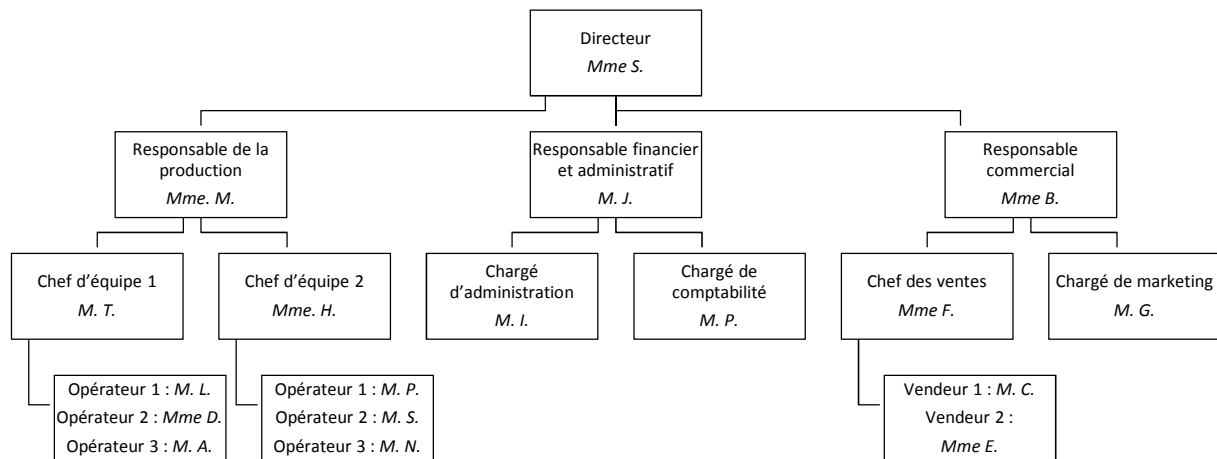 Directeur
Mme S.
Responsable de la
production
Mme. M.
Responsable financier
et administratif
M. J.
Responsable
commercial
Mme B.
Chef d’équipe 1
M. T.
Chef d’équipe 2
Mme. H.
Chargé
d’administration
M. I.
Chargé de
comptabilité
M. P.
Chef des ventes
Mme F.
Chargé de marketing
M. G.
Opérateur 1 : M. L.
Opérateur 2 : Mme D.
Opérateur 3 : M. A.
Opérateur 1 : M. P.
Opérateur 2 : M. S.
Opérateur 3 : M. N.
Vendeur 1 : M. C.
Vendeur 2 :
Mme E.